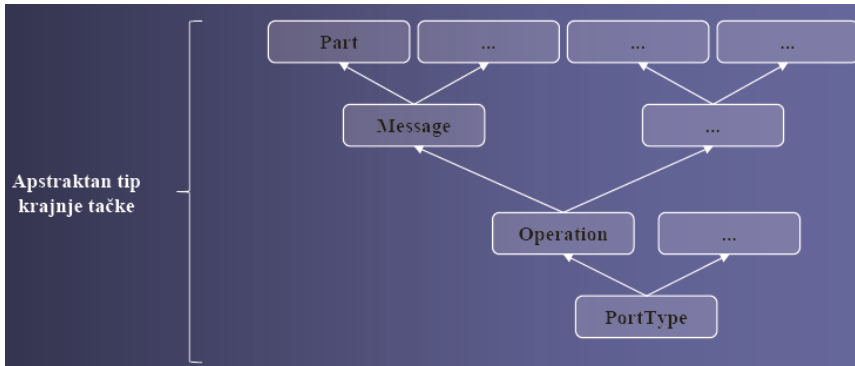 Part
...
...
...
Message
...
Apstraktan tip
krajnje tačke
Operation
...
PortType